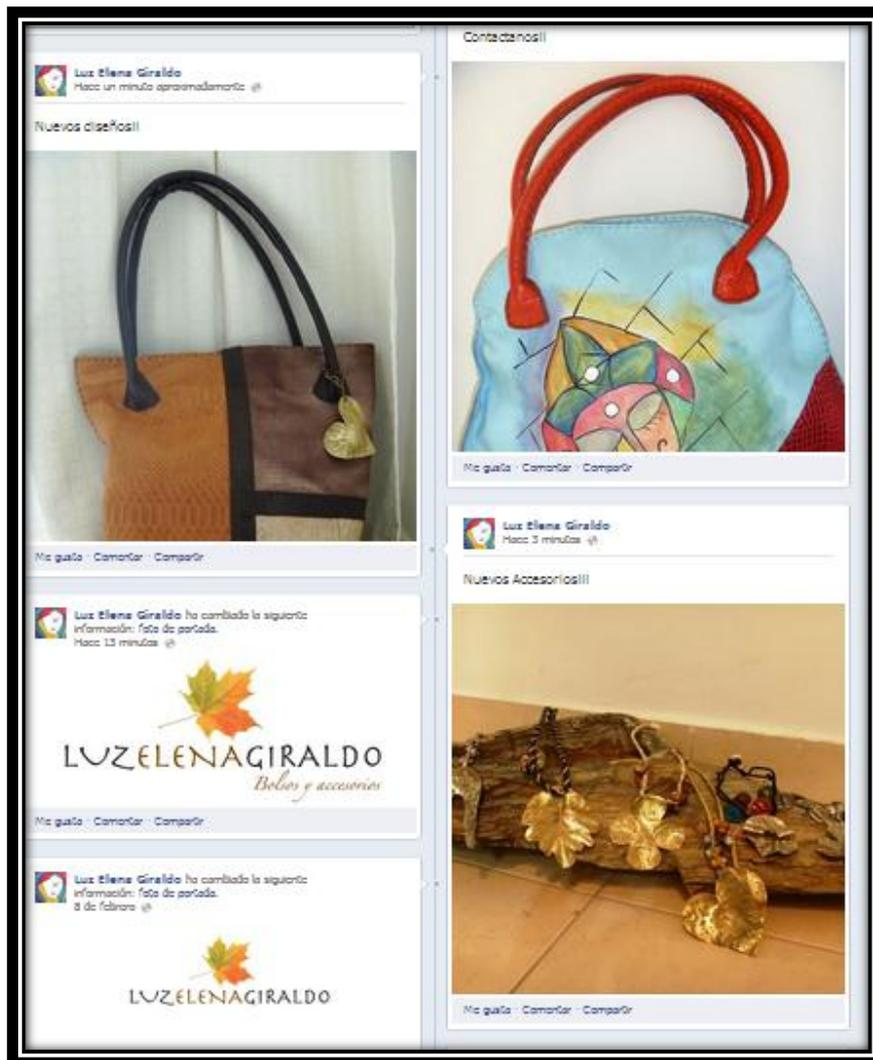 Luz Elena Giraldo
Hace un minuto aproximadamente
Nuevos diseños!!
Me gusta · Comentar · Compartir
Luz Elena Giraldo ha cambiado la siguiente
información: foto de portada.
Hace 13 minutos
LUZELENAGIRALDO
Bolsos y accesorios
Me gusta · Comentar · Compartir
Luz Elena Giraldo ha cambiado la siguiente
información: foto de portada.
8 de febrero
LUZELENAGIRALDO
Contactanos!!
Me gusta · Comentar · Compartir
Luz Elena Giraldo
Hace 3 minutos
Nuevos Accesorios!!!
Me gusta · Comentar · Compartir